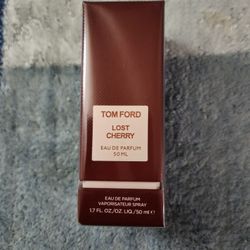 TOM FORD
LOST
CHERRY
EAU DE PARFUM
50 ML
EAU DE PARFUM
VAPORISATEUR SPRAY
1.7 FL. OZ./OZ. LIQ./50 ml ℮